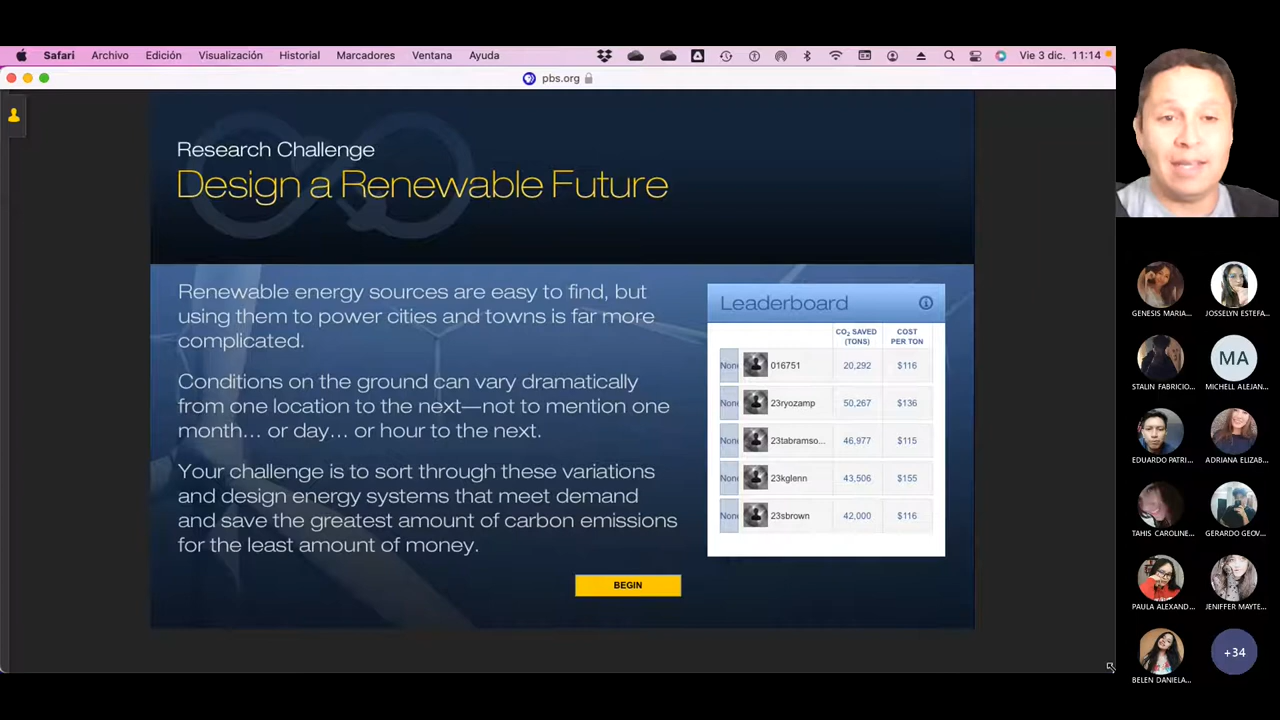 Safari Archivo Edición Visualización Historial Marcadores Ventana Ayuda Vie 3 dic. 11:14
pbs.org
Research Challenge
Design a Renewable Future
Renewable energy sources are easy to find, but
using them to power cities and towns is far more
complicated.
Conditions on the ground can vary dramatically
from one location to the next—not to mention one
month... or day... or hour to the next.
Your challenge is to sort through these variations
and design energy systems that meet demand
and save the greatest amount of carbon emissions
for the least amount of money.
BEGIN
Leaderboard
CO₂ SAVED
(TONS)
COST
PER TON
None 016751 20,292 $116
None 23ryozamp 50,267 $136
None 23tabramso... 46,977 $115
None 23kglenn 43,506 $155
None 23sbrown 42,000 $116
GENESIS MARIA... JOSSELYN ESTEFA...
MA
STALIN FABRICIO... MICHELL ALEJAN...
EDUARDO PATRI... ADRIANA ELIZAB...
TAHIS CAROLINE... GERARDO GEOV...
PAULA ALEXAND... JENIFFER MAYTE...
+34
BELEN DANIELA...